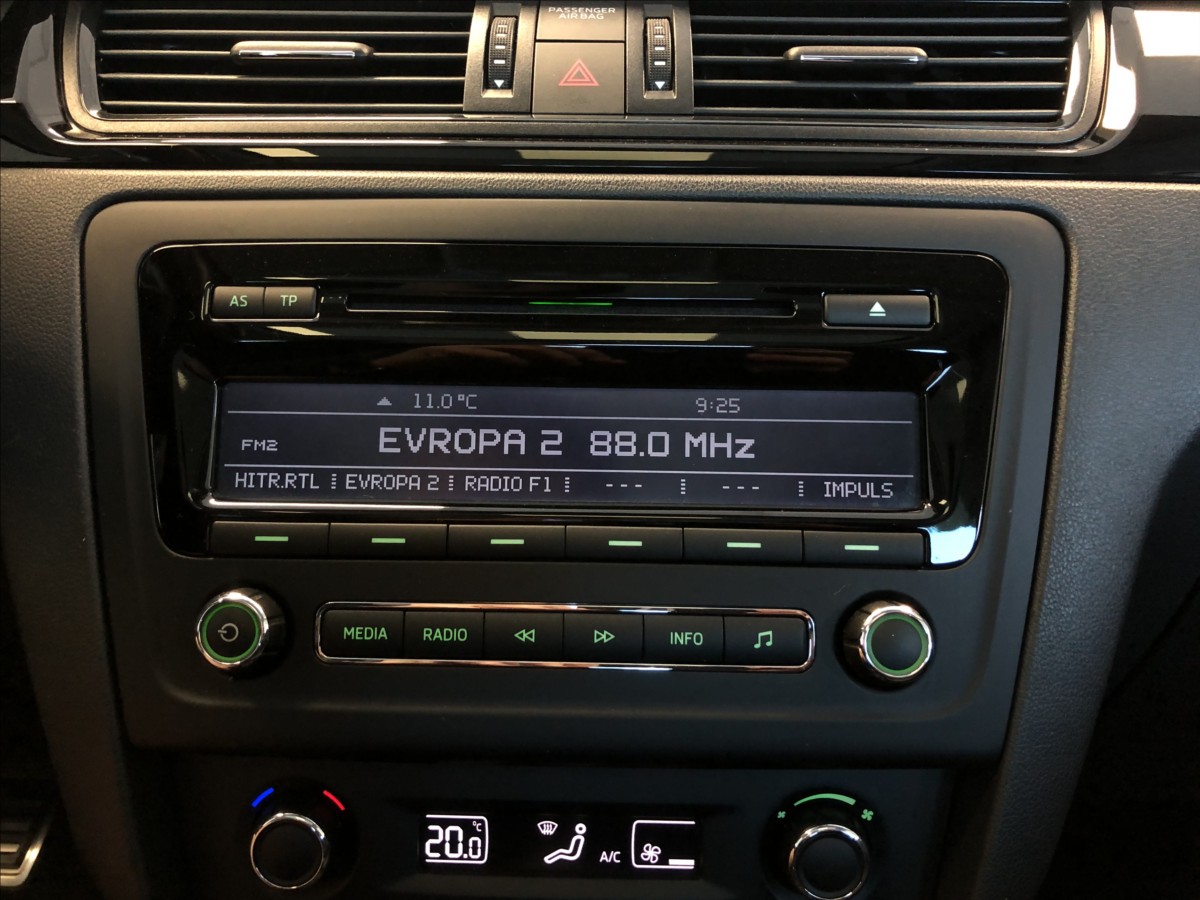 PASSENGER
AIR BAG
AS TP
11.0 °C 9:25
FM2 EVROPA 2 88.0 MHz
HITR.RTL EVROPA 2 RADIO F1 --- --- IMPULS
MEDIA RADIO INFO
20.0 °C A/C